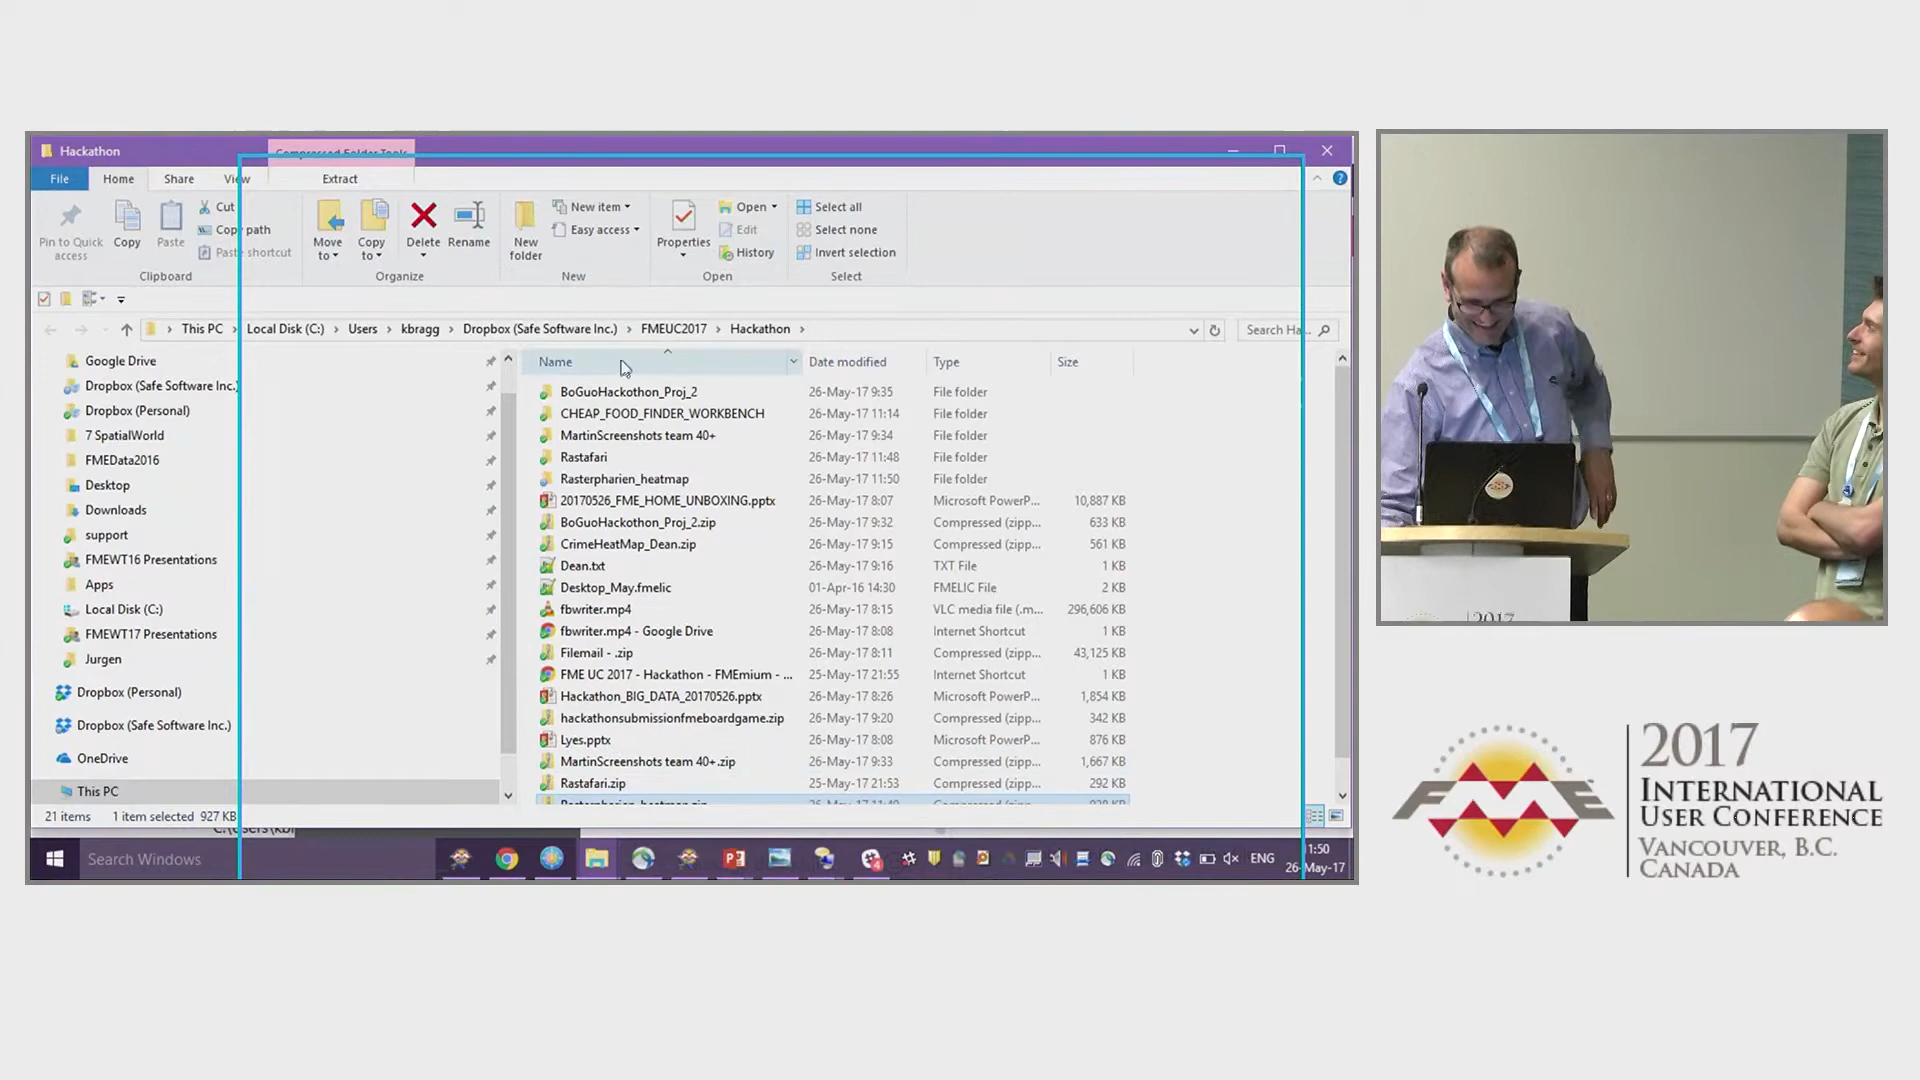 Hackathon
Compressed Folder Tools
File Home Share View Extract
Pin to Quick access
Copy
Paste
Cut
Copy path
Paste shortcut
Move to
Copy to
Delete
Rename
New folder
New item
Easy access
Properties
Open
Edit
History
Select all
Select none
Invert selection
Clipboard Organize New Open Select
This PC Local Disk (C:) Users kbragg Dropbox (Safe Software Inc.) FMEUC2017 Hackathon
Search Ha...
Google Drive
Dropbox (Safe Software Inc.)
Dropbox (Personal)
7 SpatialWorld
FMEData2016
Desktop
Downloads
support
FMEWT16 Presentations
Apps
Local Disk (C:)
FMEWT17 Presentations
Jurgen
Dropbox (Personal)
Dropbox (Safe Software Inc.)
OneDrive
This PC
Name Date modified Type Size
BoGuoHackothon_Proj_2 26-May-17 9:35 File folder
CHEAP_FOOD_FINDER_WORKBENCH 26-May-17 11:14 File folder
MartinScreenshots team 40+ 26-May-17 9:34 File folder
Rastafari 26-May-17 11:48 File folder
Rasterpharien_heatmap 26-May-17 11:50 File folder
20170526_FME_HOME_UNBOXING.pptx 26-May-17 8:07 Microsoft PowerP... 10,887 KB
BoGuoHackothon_Proj_2.zip 26-May-17 9:32 Compressed (zipp... 633 KB
CrimeHeatMap_Dean.zip 26-May-17 9:15 Compressed (zipp... 561 KB
Dean.txt 26-May-17 9:16 TXT File 1 KB
Desktop_May.fmelic 01-Apr-16 14:30 FMELIC File 2 KB
fbwriter.mp4 26-May-17 8:15 VLC media file (.m... 296,606 KB
fbwriter.mp4 - Google Drive 26-May-17 8:08 Internet Shortcut 1 KB
Filemail - .zip 26-May-17 8:11 Compressed (zipp... 43,125 KB
FME UC 2017 - Hackathon - FMEmium - ... 25-May-17 21:55 Internet Shortcut 1 KB
Hackathon_BIG_DATA_20170526.pptx 26-May-17 8:26 Microsoft PowerP... 1,854 KB
hackathonsubmissionfmeboardgame.zip 26-May-17 9:20 Compressed (zipp... 342 KB
Lyes.pptx 26-May-17 8:08 Microsoft PowerP... 876 KB
MartinScreenshots team 40+.zip 26-May-17 9:33 Compressed (zipp... 1,667 KB
Rastafari.zip 25-May-17 21:53 Compressed (zipp... 292 KB
21 items 1 item selected 927 KB
Search Windows
4
ENG
11:50
26-May-17
2017
FME
2017
INTERNATIONAL
USER CONFERENCE
VANCOUVER, B.C.
CANADA